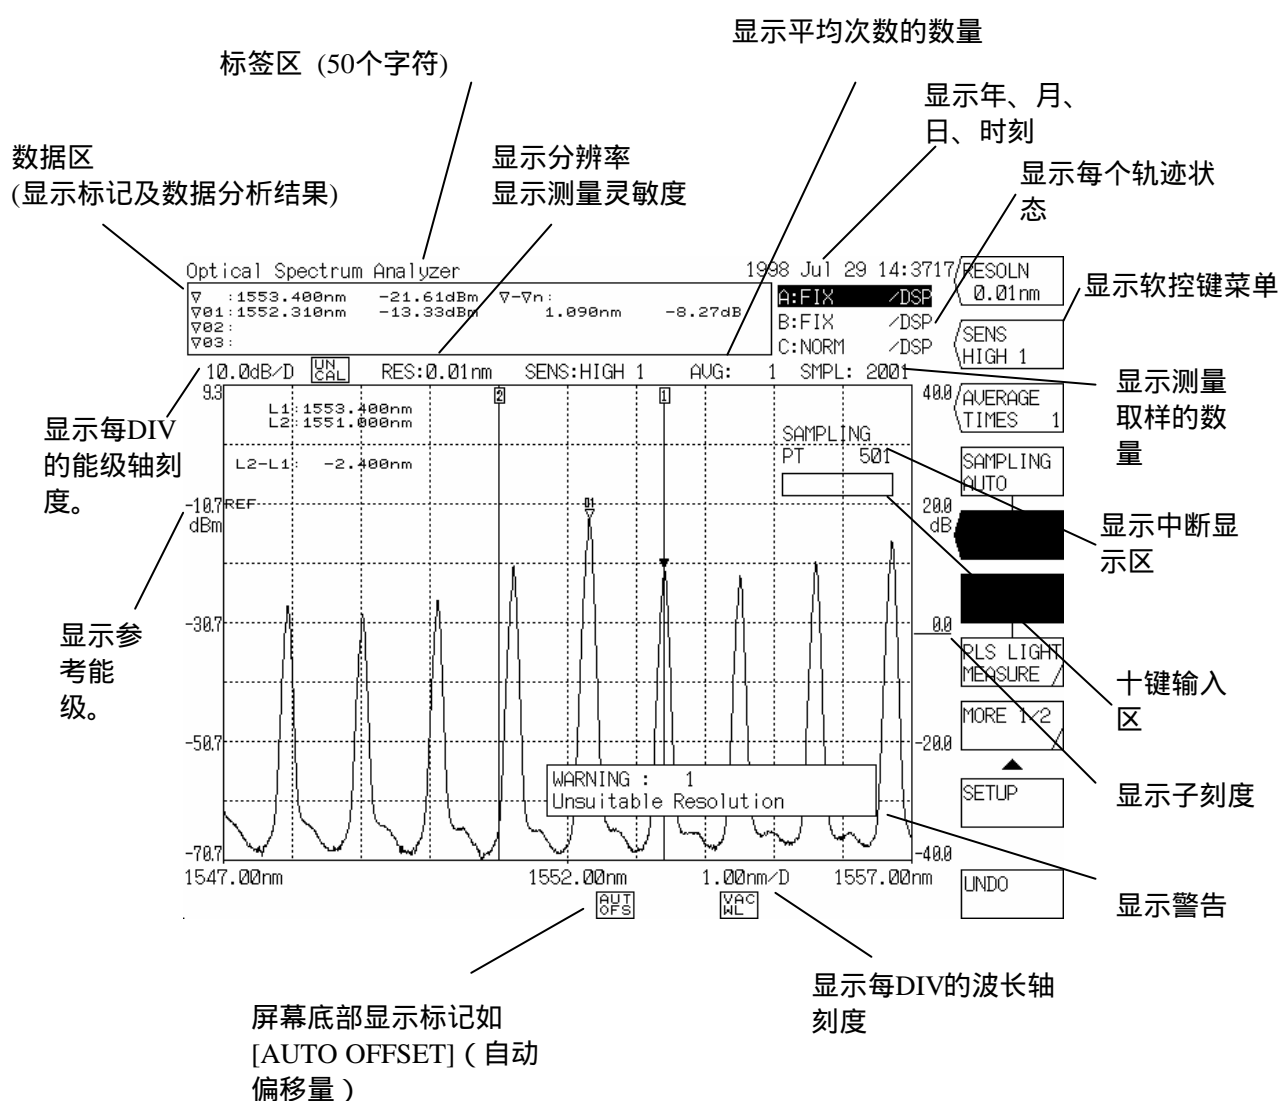 显示平均次数的数量
标签区 (50个字符)
显示年、月、
日、时刻
数据区
(显示标记及数据分析结果)
显示分辨率
显示测量灵敏度
显示每个轨迹状
态
Optical Spectrum Analyzer
1998 Jul 29 14:3717
▽ :1553.400nm -21.61dBm ▽-▽n:
▽01:1552.310nm -13.33dBm 1.090nm -8.27dB
▽02:
▽03:
A:FIX /DSP
B:FIX /DSP
C:NORM /DSP
RESOLN
0.01nm
显示软控键菜单
SENS
HIGH 1
10.0dB/D UN CAL RES:0.01nm SENS:HIGH 1 AVG: 1 SMPL: 2001
9.3
2
1
40.0
L1:1553.400nm
L2:1551.000nm
L2-L1: -2.400nm
AVERAGE
TIMES 1
显示测量
取样的数
量
显示每DIV
的能级轴刻
度。
SAMPLING
PT 501
SAMPLING
AUTO
-10.7 REF
dBm
01
20.0
dB
显示中断显
示区
显示参
考能
级。
-30.7
0.0
PLS LIGHT
MEASURE
十键输入
区
MORE 1/2
-50.7
-20.0
WARNING : 1
Unsuitable Resolution
SETUP
显示子刻度
-70.7
-40.0
1547.00nm 1552.00nm 1.00nm/D 1557.00nm
AUT
OFS
VAC
WL
UNDO
显示警告
显示每DIV的波长轴
刻度
屏幕底部显示标记如
[AUTO OFFSET]（自动
偏移量）